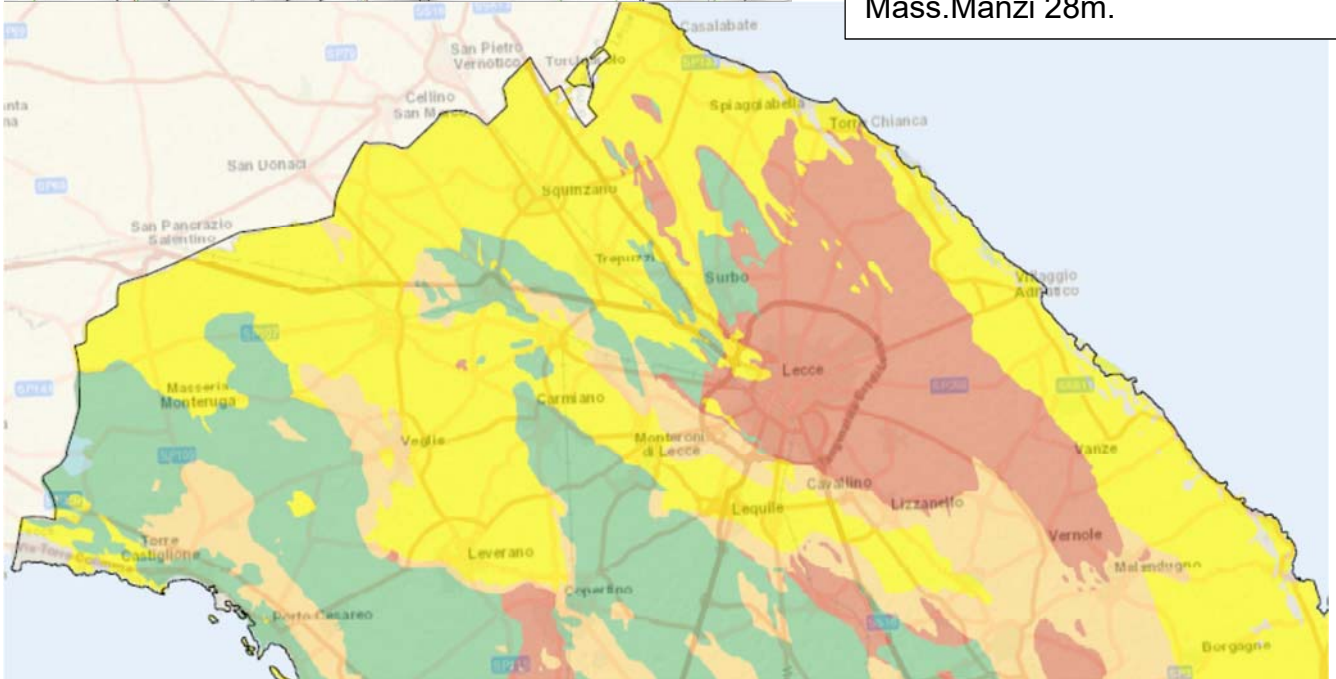 Mass.Manzi 28m.
Casalabate
San Pietro
Vernotico
SP75
Cellino
San Marco
Spiaggiabella
Torre Chianca
San Donaci
Squinzano
San Pancrazio
Salentino
Trepuzzi
Surbo
Villaggio
Adriatico
Lecce
Masseria
Monteruga
Carmiano
Veglie
Monteroni
di Lecce
Vanze
Cavallino
Lequile
Lizzanello
Vernole
Torre
Castiglione
Leverano
Melendugno
Copertino
Porto Cesareo
Borgagne